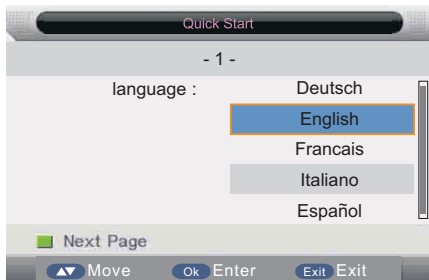 Quick Start
- 1 -
language : Deutsch
English
Francais
Italiano
Español
Next Page
Move Ok Enter Exit Exit